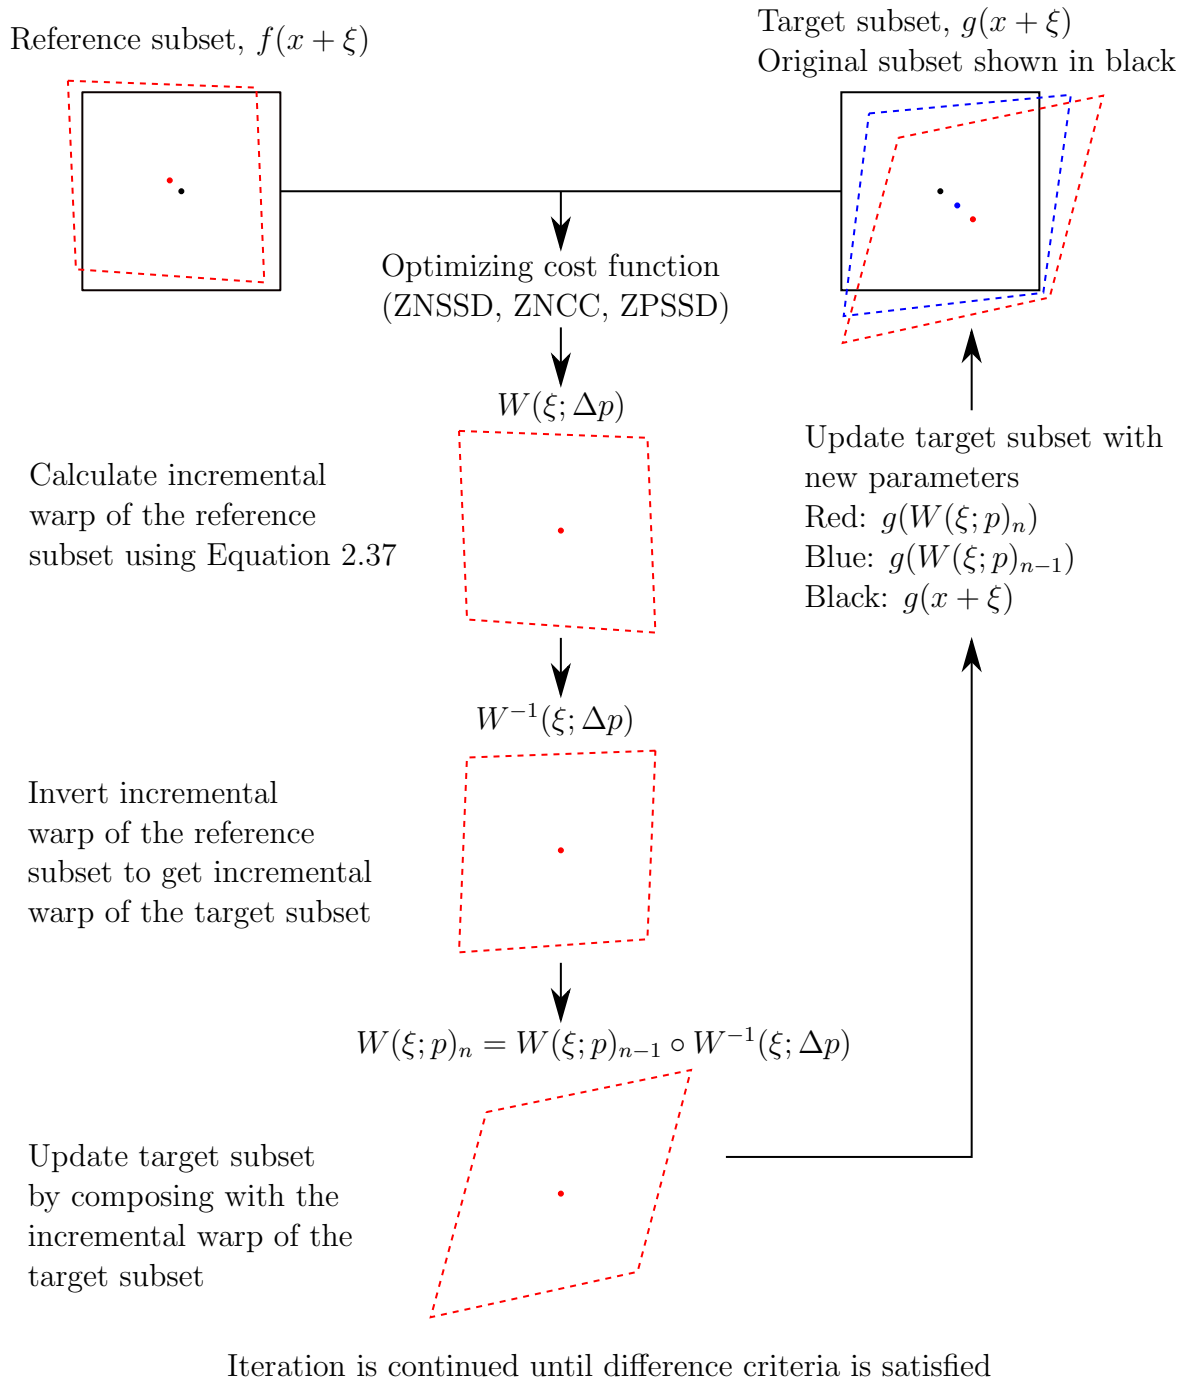 Reference subset, f(x + ξ)
Target subset, g(x + ξ)
Original subset shown in black
Optimizing cost function
(ZNSSD, ZNCC, ZPSSD)
W(ξ; Δp)
Calculate incremental
warp of the reference
subset using Equation 2.37
Update target subset with
new parameters
Red: g(W(ξ; p)ₙ)
Blue: g(W(ξ; p)ₙ₋₁)
Black: g(x + ξ)
W⁻¹(ξ; Δp)
Invert incremental
warp of the reference
subset to get incremental
warp of the target subset
W(ξ; p)ₙ = W(ξ; p)ₙ₋₁ ∘ W⁻¹(ξ; Δp)
Update target subset
by composing with the
incremental warp of the
target subset
Iteration is continued until difference criteria is satisfied